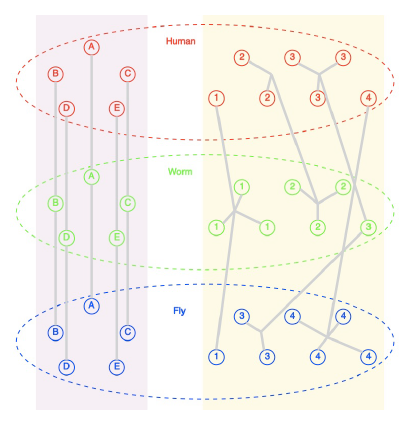 Human
A
B C
D E
2 3 3
1 2 3 4
Worm
A
B C
D E
1 2 2
1 1 2 3
Fly
A
B C
D E
3 4 4
1 3 4 4